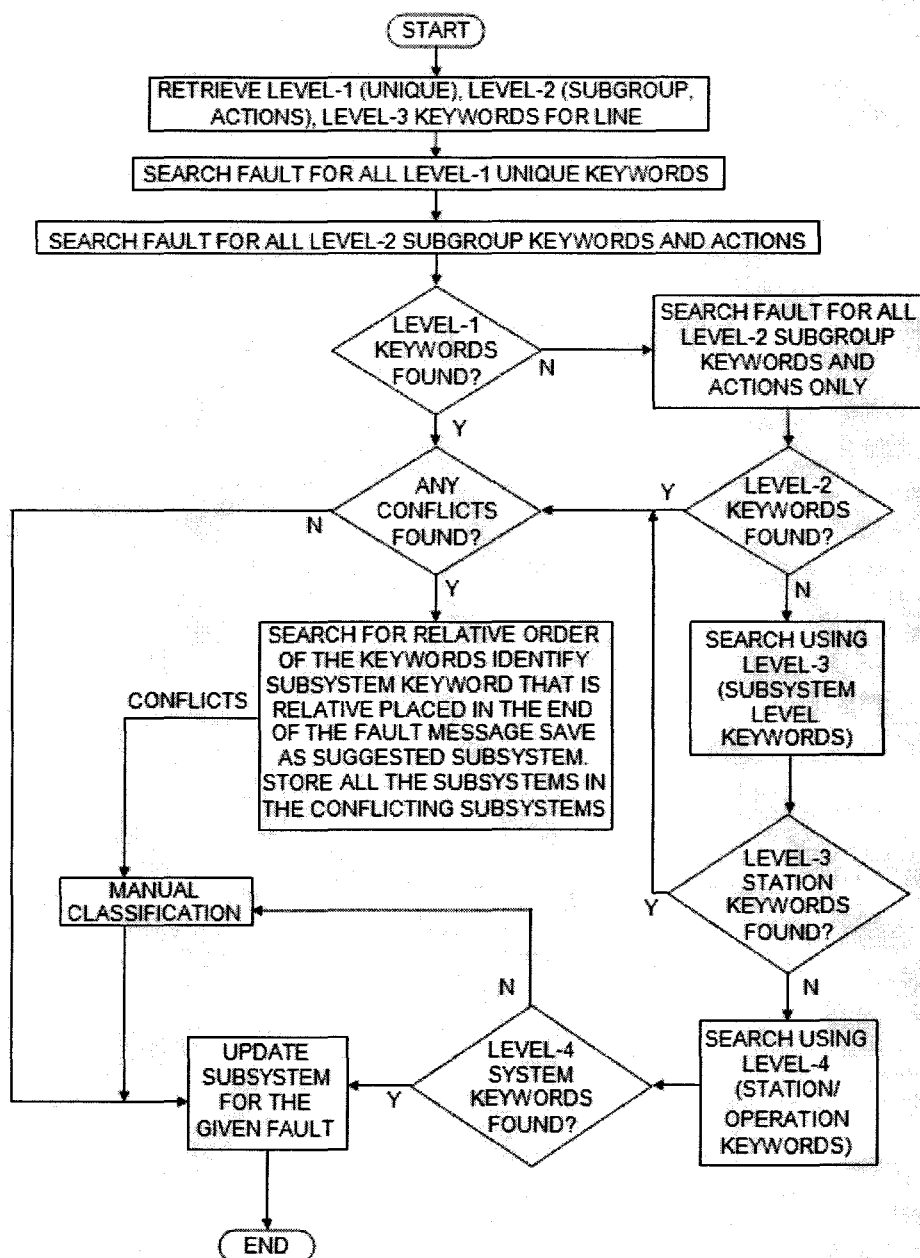 START
RETRIEVE LEVEL-1 (UNIQUE), LEVEL-2 (SUBGROUP,
ACTIONS), LEVEL-3 KEYWORDS FOR LINE
SEARCH FAULT FOR ALL LEVEL-1 UNIQUE KEYWORDS
SEARCH FAULT FOR ALL LEVEL-2 SUBGROUP KEYWORDS AND ACTIONS
LEVEL-1
KEYWORDS
FOUND?
N
Y
SEARCH FAULT FOR ALL
LEVEL-2 SUBGROUP
KEYWORDS AND
ACTIONS ONLY
ANY
CONFLICTS
FOUND?
N
Y
LEVEL-2
KEYWORDS
FOUND?
Y
N
SEARCH FOR RELATIVE ORDER
OF THE KEYWORDS IDENTIFY
SUBSYSTEM KEYWORD THAT IS
RELATIVE PLACED IN THE END
OF THE FAULT MESSAGE SAVE
AS SUGGESTED SUBSYSTEM.
STORE ALL THE SUBSYSTEMS IN
THE CONFLICTING SUBSYSTEMS
CONFLICTS
SEARCH USING
LEVEL-3
(SUBSYSTEM
LEVEL
KEYWORDS)
MANUAL
CLASSIFICATION
LEVEL-3
STATION
KEYWORDS
FOUND?
Y
N
UPDATE
SUBSYSTEM
FOR THE
GIVEN FAULT
LEVEL-4
SYSTEM
KEYWORDS
FOUND?
N
Y
SEARCH USING
LEVEL-4
(STATION/
OPERATION
KEYWORDS)
END